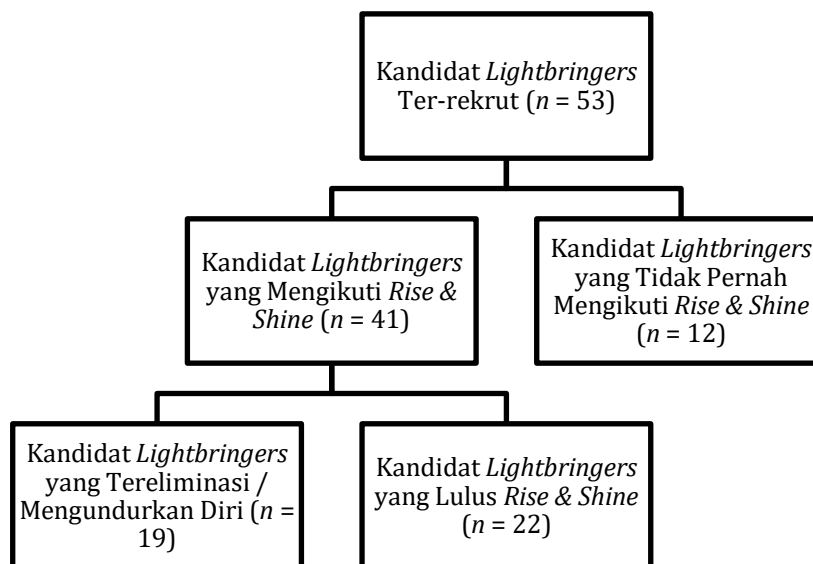 Kandidat Lightbringers
Ter-rekrut (n = 53)
Kandidat Lightbringers
yang Mengikuti Rise &
Shine (n = 41)
Kandidat Lightbringers
yang Tidak Pernah
Mengikuti Rise & Shine
(n = 12)
Kandidat Lightbringers
yang Tereliminasi /
Mengundurkan Diri (n =
19)
Kandidat Lightbringers
yang Lulus Rise & Shine
(n = 22)